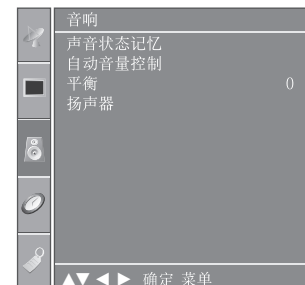 音响
声音状态记忆
自动音量控制
平衡 0
扬声器
▲▼◄► 确定 菜单